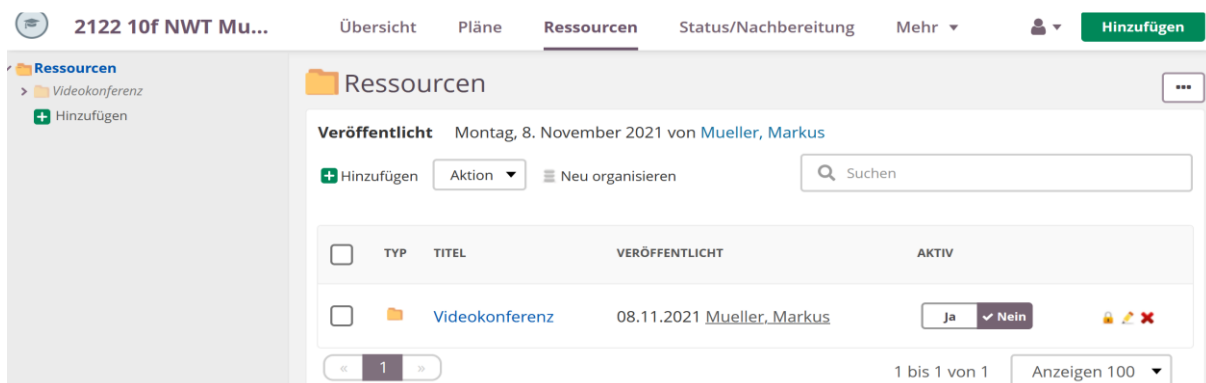 2122 10f NWT Mu... Übersicht Pläne Ressourcen Status/Nachbereitung Mehr Hinzufügen
Ressourcen
Videokonferenz
Hinzufügen
Ressourcen
Veröffentlicht Montag, 8. November 2021 von Mueller, Markus
Hinzufügen Aktion Neu organisieren Suchen
TYP TITEL VERÖFFENTLICHT AKTIV
Videokonferenz 08.11.2021 Mueller, Markus Ja Nein
« 1 » 1 bis 1 von 1 Anzeigen 100